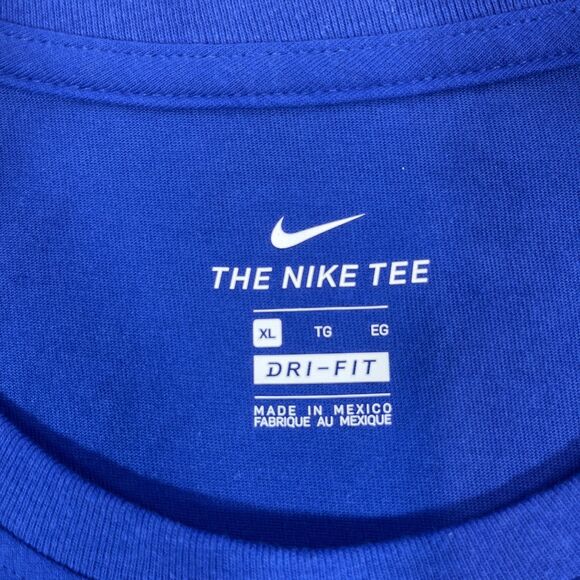 THE NIKE TEE
XL TG EG
DRI-FIT
MADE IN MEXICO
FABRIQUE AU MEXIQUE